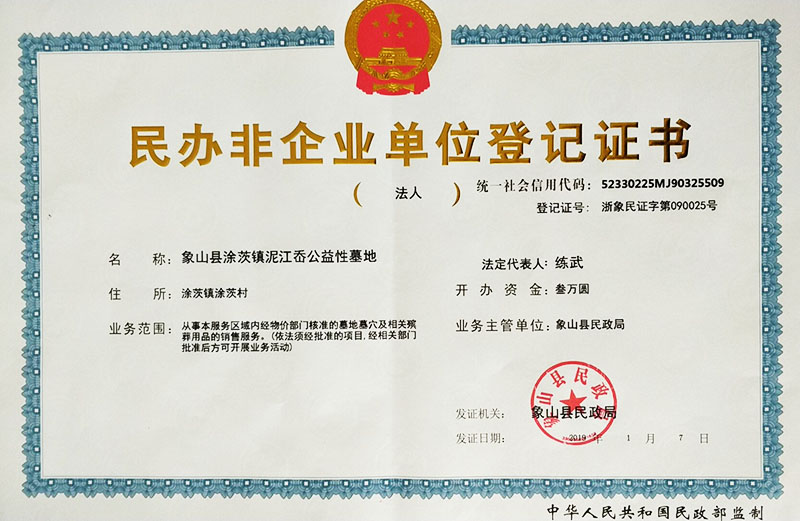 民办非企业单位登记证书
(法人)
统一社会信用代码：52330225MJ90325509
登记证号：浙象民证字第090025号
名称：象山县涂茨镇泥江岙公益性墓地
法定代表人：练武
住所：涂茨镇涂茨村
开办资金：叁万圆
业务范围：从事本服务区域内经物价部门核准的墓地墓穴及相关殡
葬用品的销售服务。(依法须经批准的项目,经相关部门
批准后方可开展业务活动)
业务主管单位：象山县民政局
象山县民政局
发证机关：象山县民政局
发证日期：2019年1月7日
中华人民共和国民政部监制